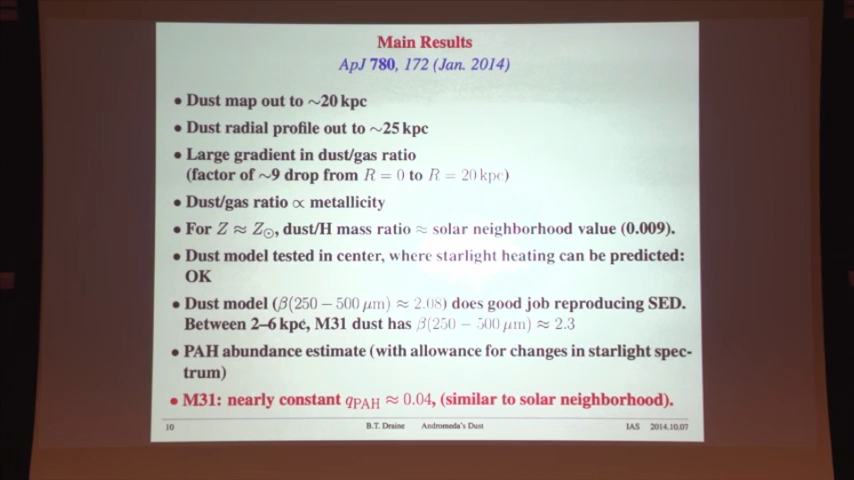 Main Results
ApJ 780, 172 (Jan. 2014)
• Dust map out to ∼20 kpc
• Dust radial profile out to ∼25 kpc
• Large gradient in dust/gas ratio
(factor of ∼9 drop from R = 0 to R = 20 kpc)
• Dust/gas ratio ∝ metallicity
• For Z ≈ Z⊙, dust/H mass ratio ≈ solar neighborhood value (0.009).
• Dust model tested in center, where starlight heating can be predicted:
OK
• Dust model (β(250 − 500 μm) ≈ 2.08) does good job reproducing SED.
Between 2–6 kpc, M31 dust has β(250 − 500 μm) ≈ 2.3
• PAH abundance estimate (with allowance for changes in starlight spec-
trum)
• M31: nearly constant qPAH ≈ 0.04, (similar to solar neighborhood).
10 B.T. Draine Andromeda's Dust IAS 2014.10.07